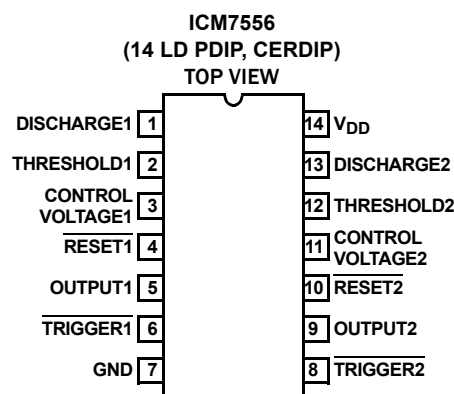 ICM7556
(14 LD PDIP, CERDIP)
TOP VIEW
DISCHARGE1 1 14 VDD
THRESHOLD1 2 13 DISCHARGE2
CONTROL VOLTAGE1 3 12 THRESHOLD2
RESET1 4 11 CONTROL VOLTAGE2
OUTPUT1 5 10 RESET2
TRIGGER1 6 9 OUTPUT2
GND 7 8 TRIGGER2